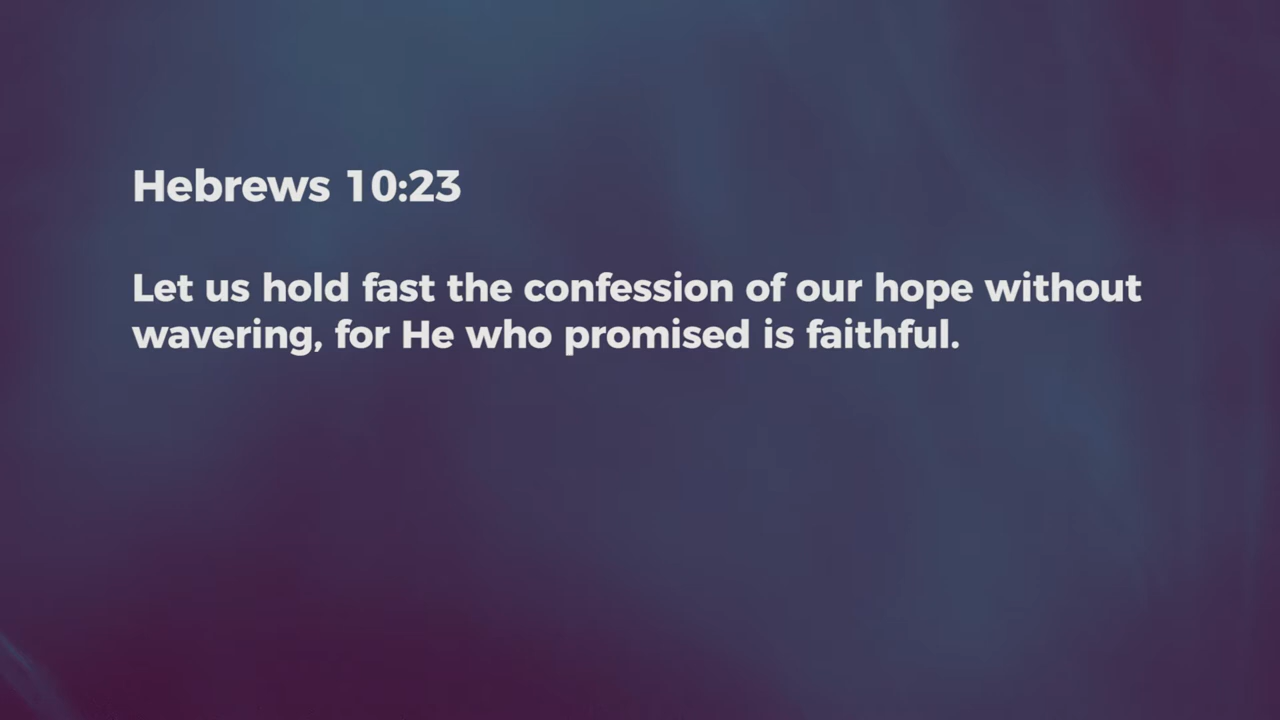 Hebrews 10:23
Let us hold fast the confession of our hope without
wavering, for He who promised is faithful.